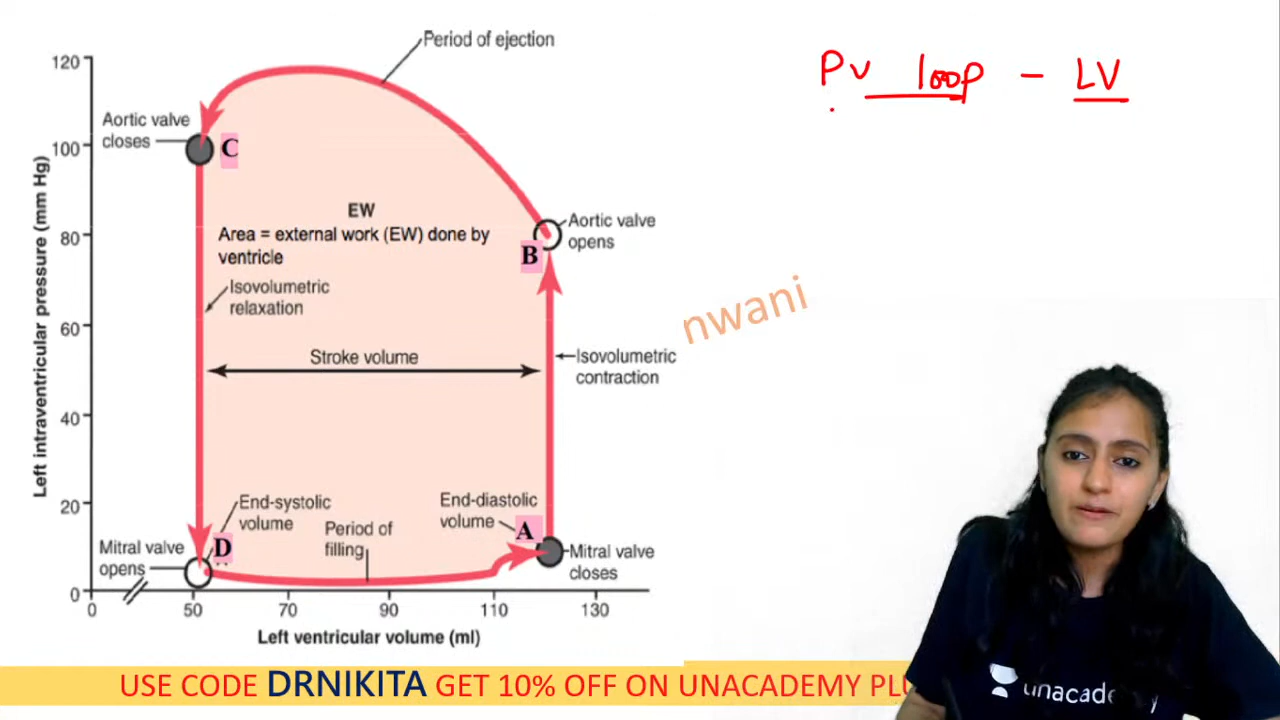 Period of ejection
PV loop - LV
120
Aortic valve
closes
100
C
EW
Area = external work (EW) done by
ventricle
Aortic valve
opens
80
B
Isovolumetric
relaxation
nwani
60
Stroke volume
Isovolumetric
contraction
40
Left intraventricular pressure (mm Hg)
20
End-systolic
volume
Period of
filling
End-diastolic
volume
A
Mitral valve
opens
D
Mitral valve
closes
0
0
50
70
90
110
130
Left ventricular volume (ml)
unacademy
USE CODE DRNIKITA GET 10% OFF ON UNACADEMY PLU